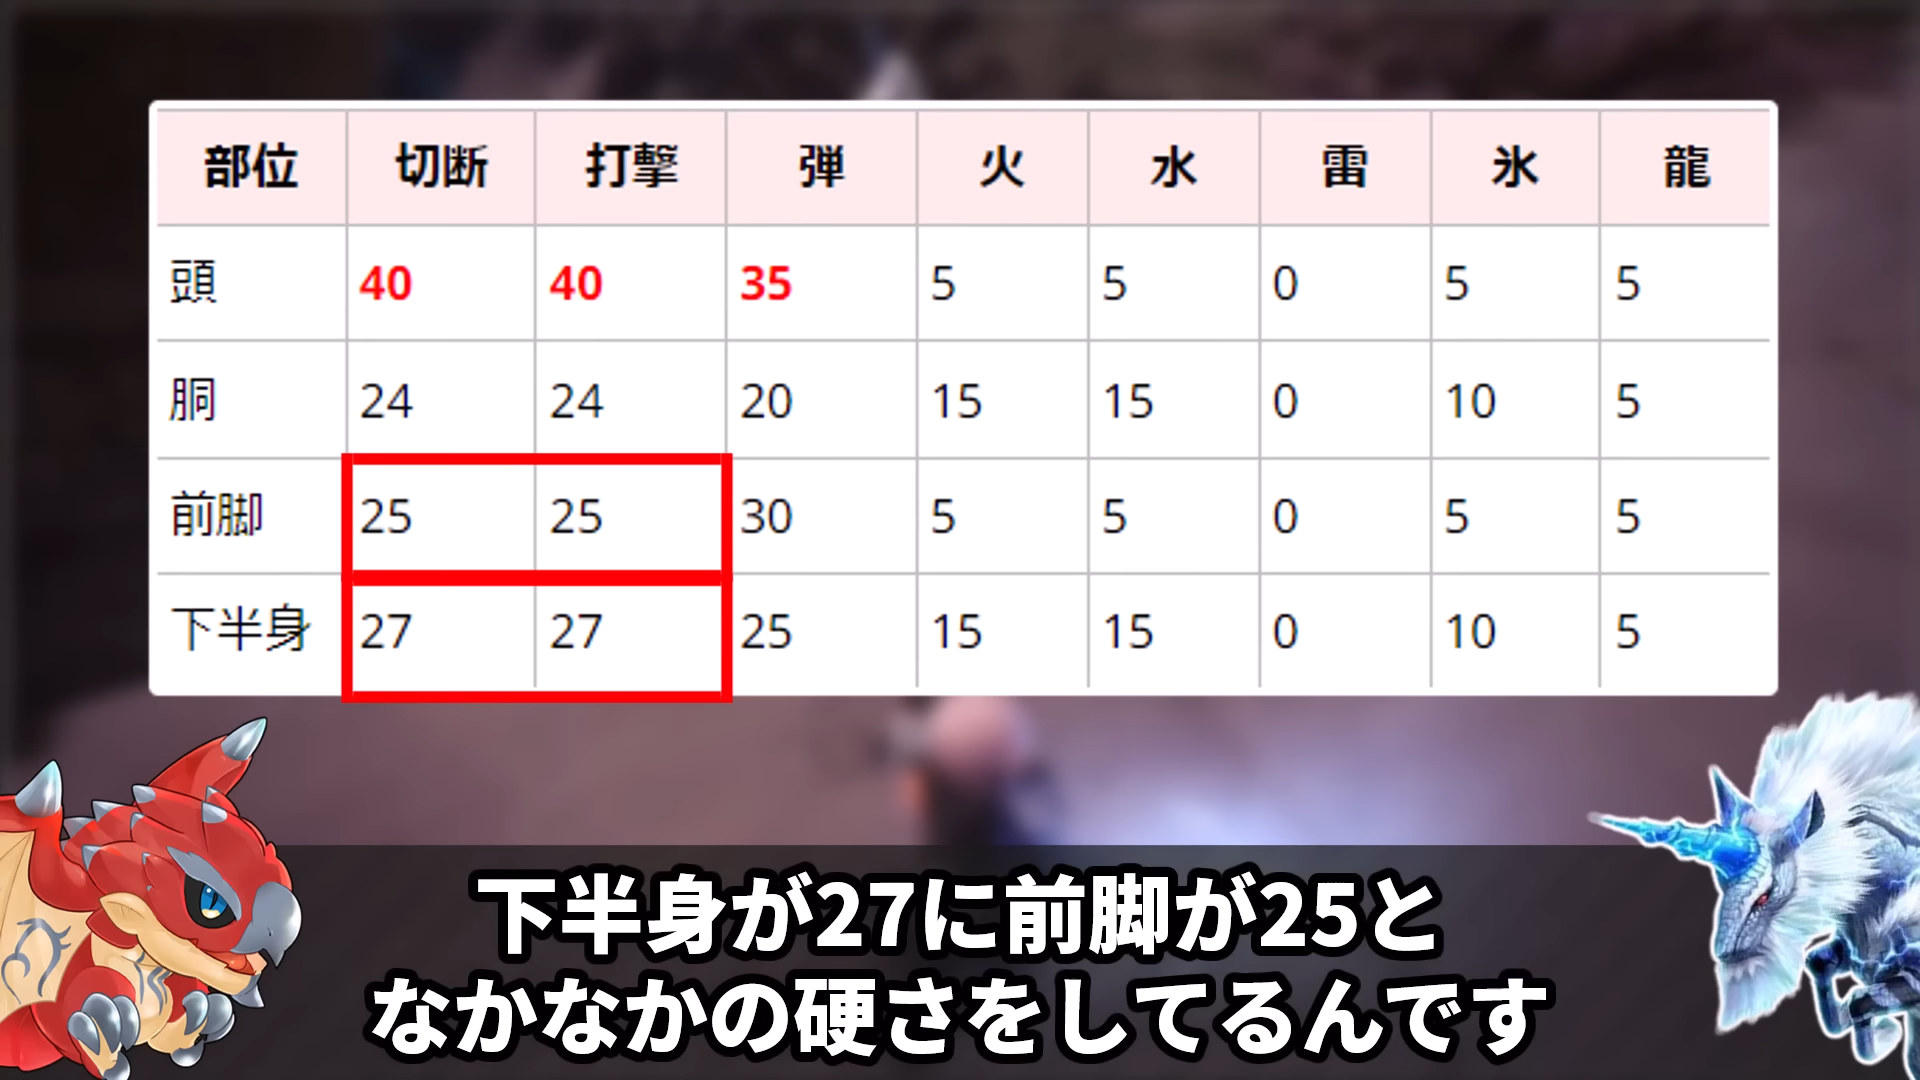 部位 切断 打撃 弾 火 水 雷 氷 龍
頭 40 40 35 5 5 0 5 5
胴 24 24 20 15 15 0 10 5
前脚 25 25 30 5 5 0 5 5
下半身 27 27 25 15 15 0 10 5
下半身が27に前脚が25と
なかなかの硬さをしてるんです